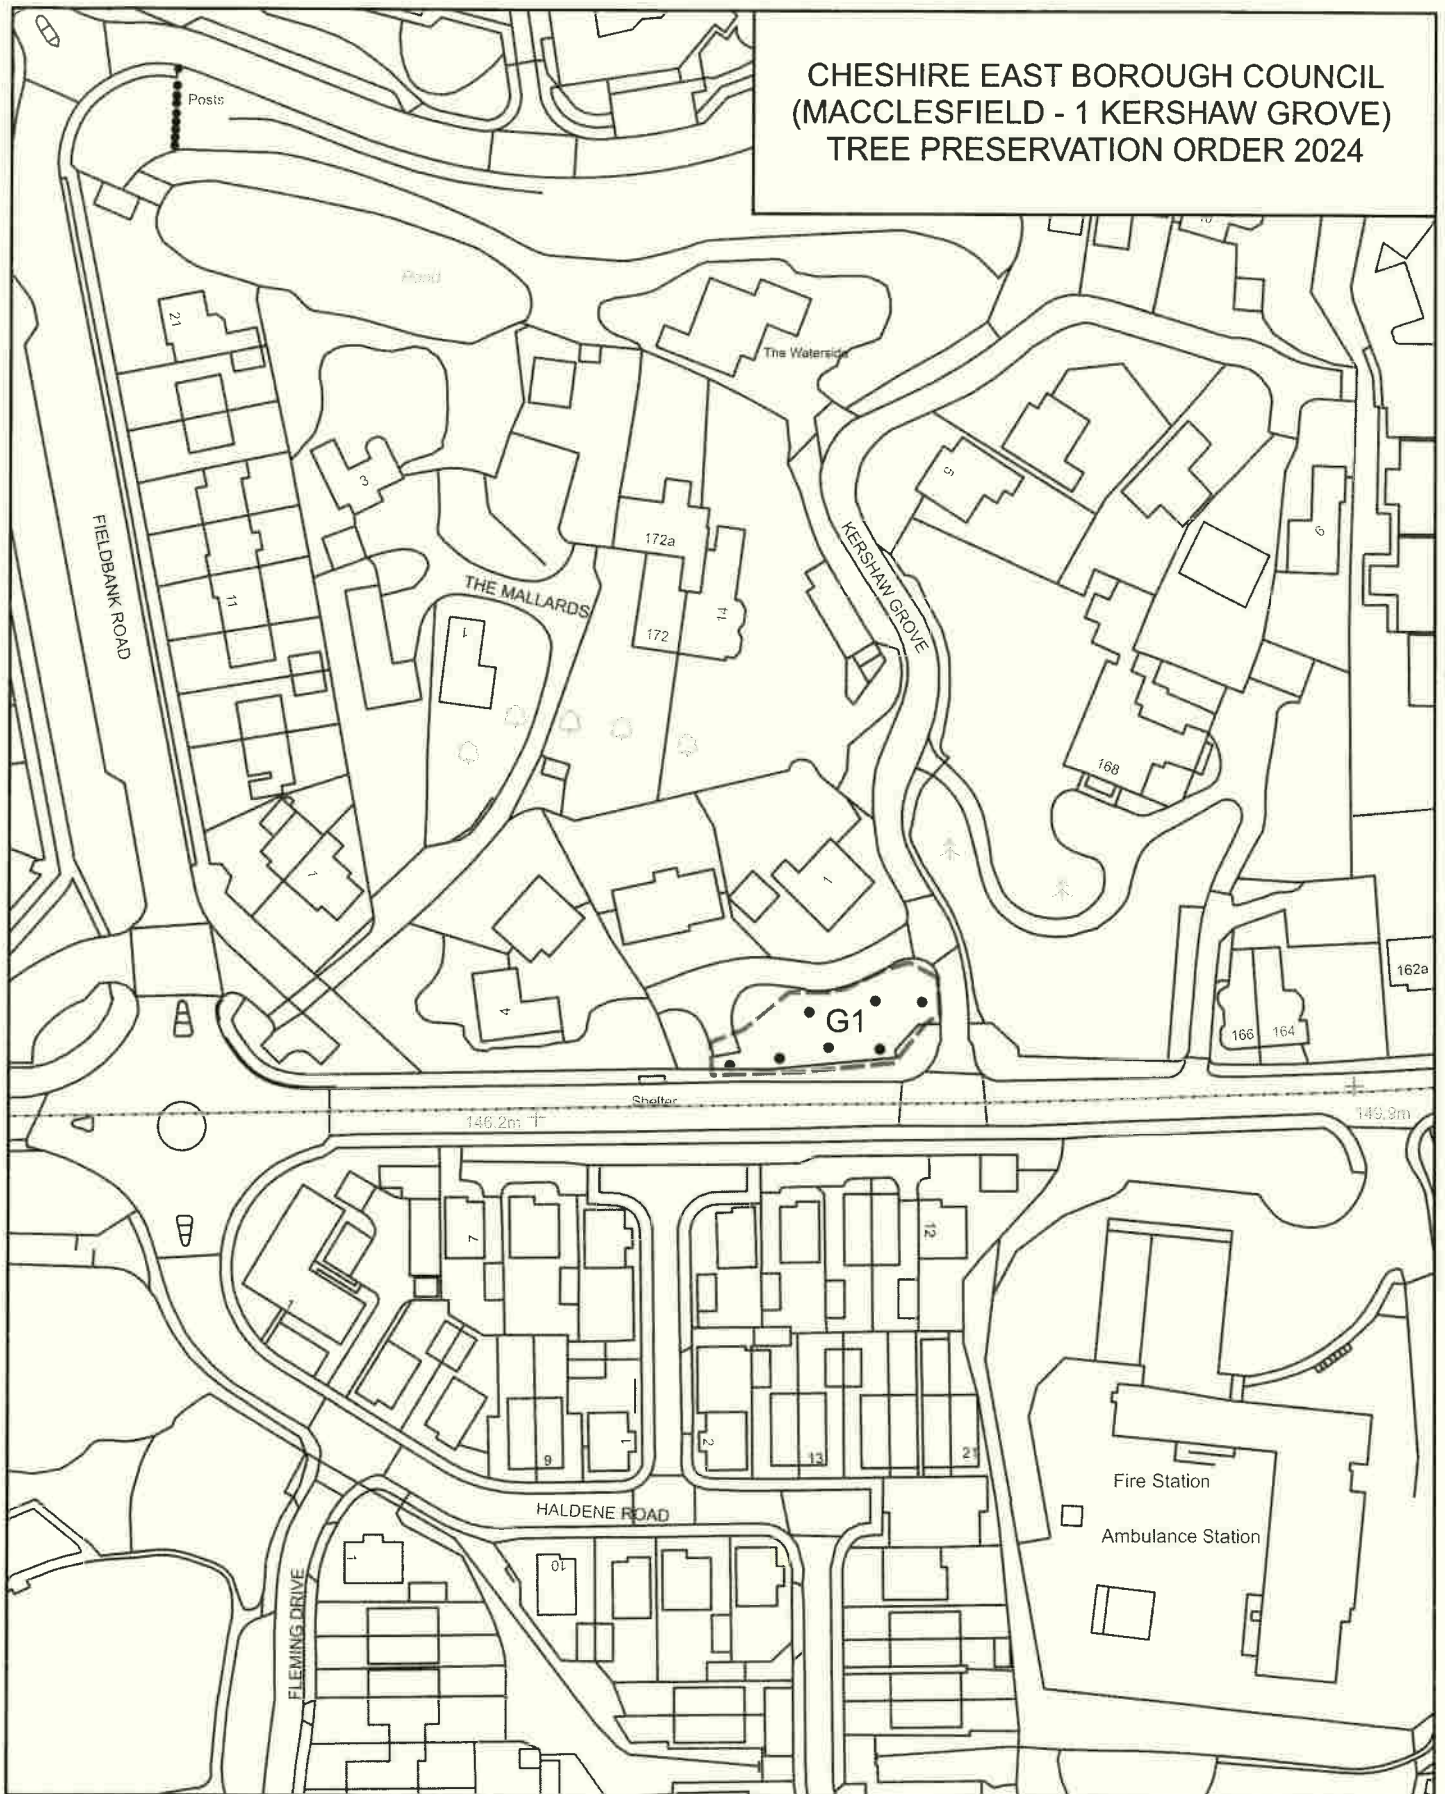 CHESHIRE EAST BOROUGH COUNCIL
(MACCLESFIELD - 1 KERSHAW GROVE)
TREE PRESERVATION ORDER 2024
Posts
Pond
21
The Waterside
3
5
172a
KERSHAW GROVE
6
FIELDBANK ROAD
THE MALLARDS
11
1
172
168
1
1
4
G1
162a
166
164
Shelter
146.2m
149.9m
7
12
1
9
1
2
13
21
Fire Station
HALDENE ROAD
Ambulance Station
1
10
FLEMING DRIVE